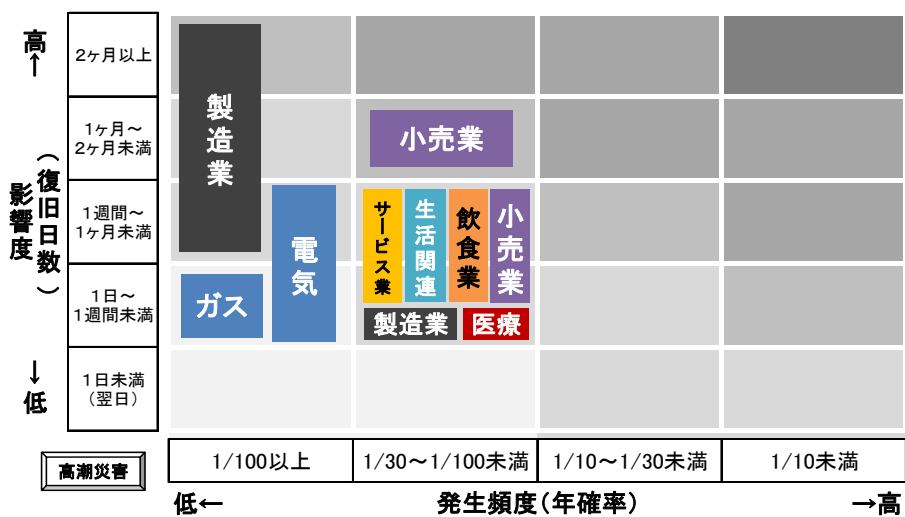 高
↑
影響度
（復旧日数）
↓
低
2ヶ月以上
1ヶ月～
2ヶ月未満
1週間～
1ヶ月未満
1日～
1週間未満
1日未満
（翌日）
製造業
ガス
電気
小売業
サービス業
生活関連
飲食業
小売業
製造業
医療
高潮災害
1/100以上
1/30～1/100未満
1/10～1/30未満
1/10未満
低←
発生頻度（年確率）
→高